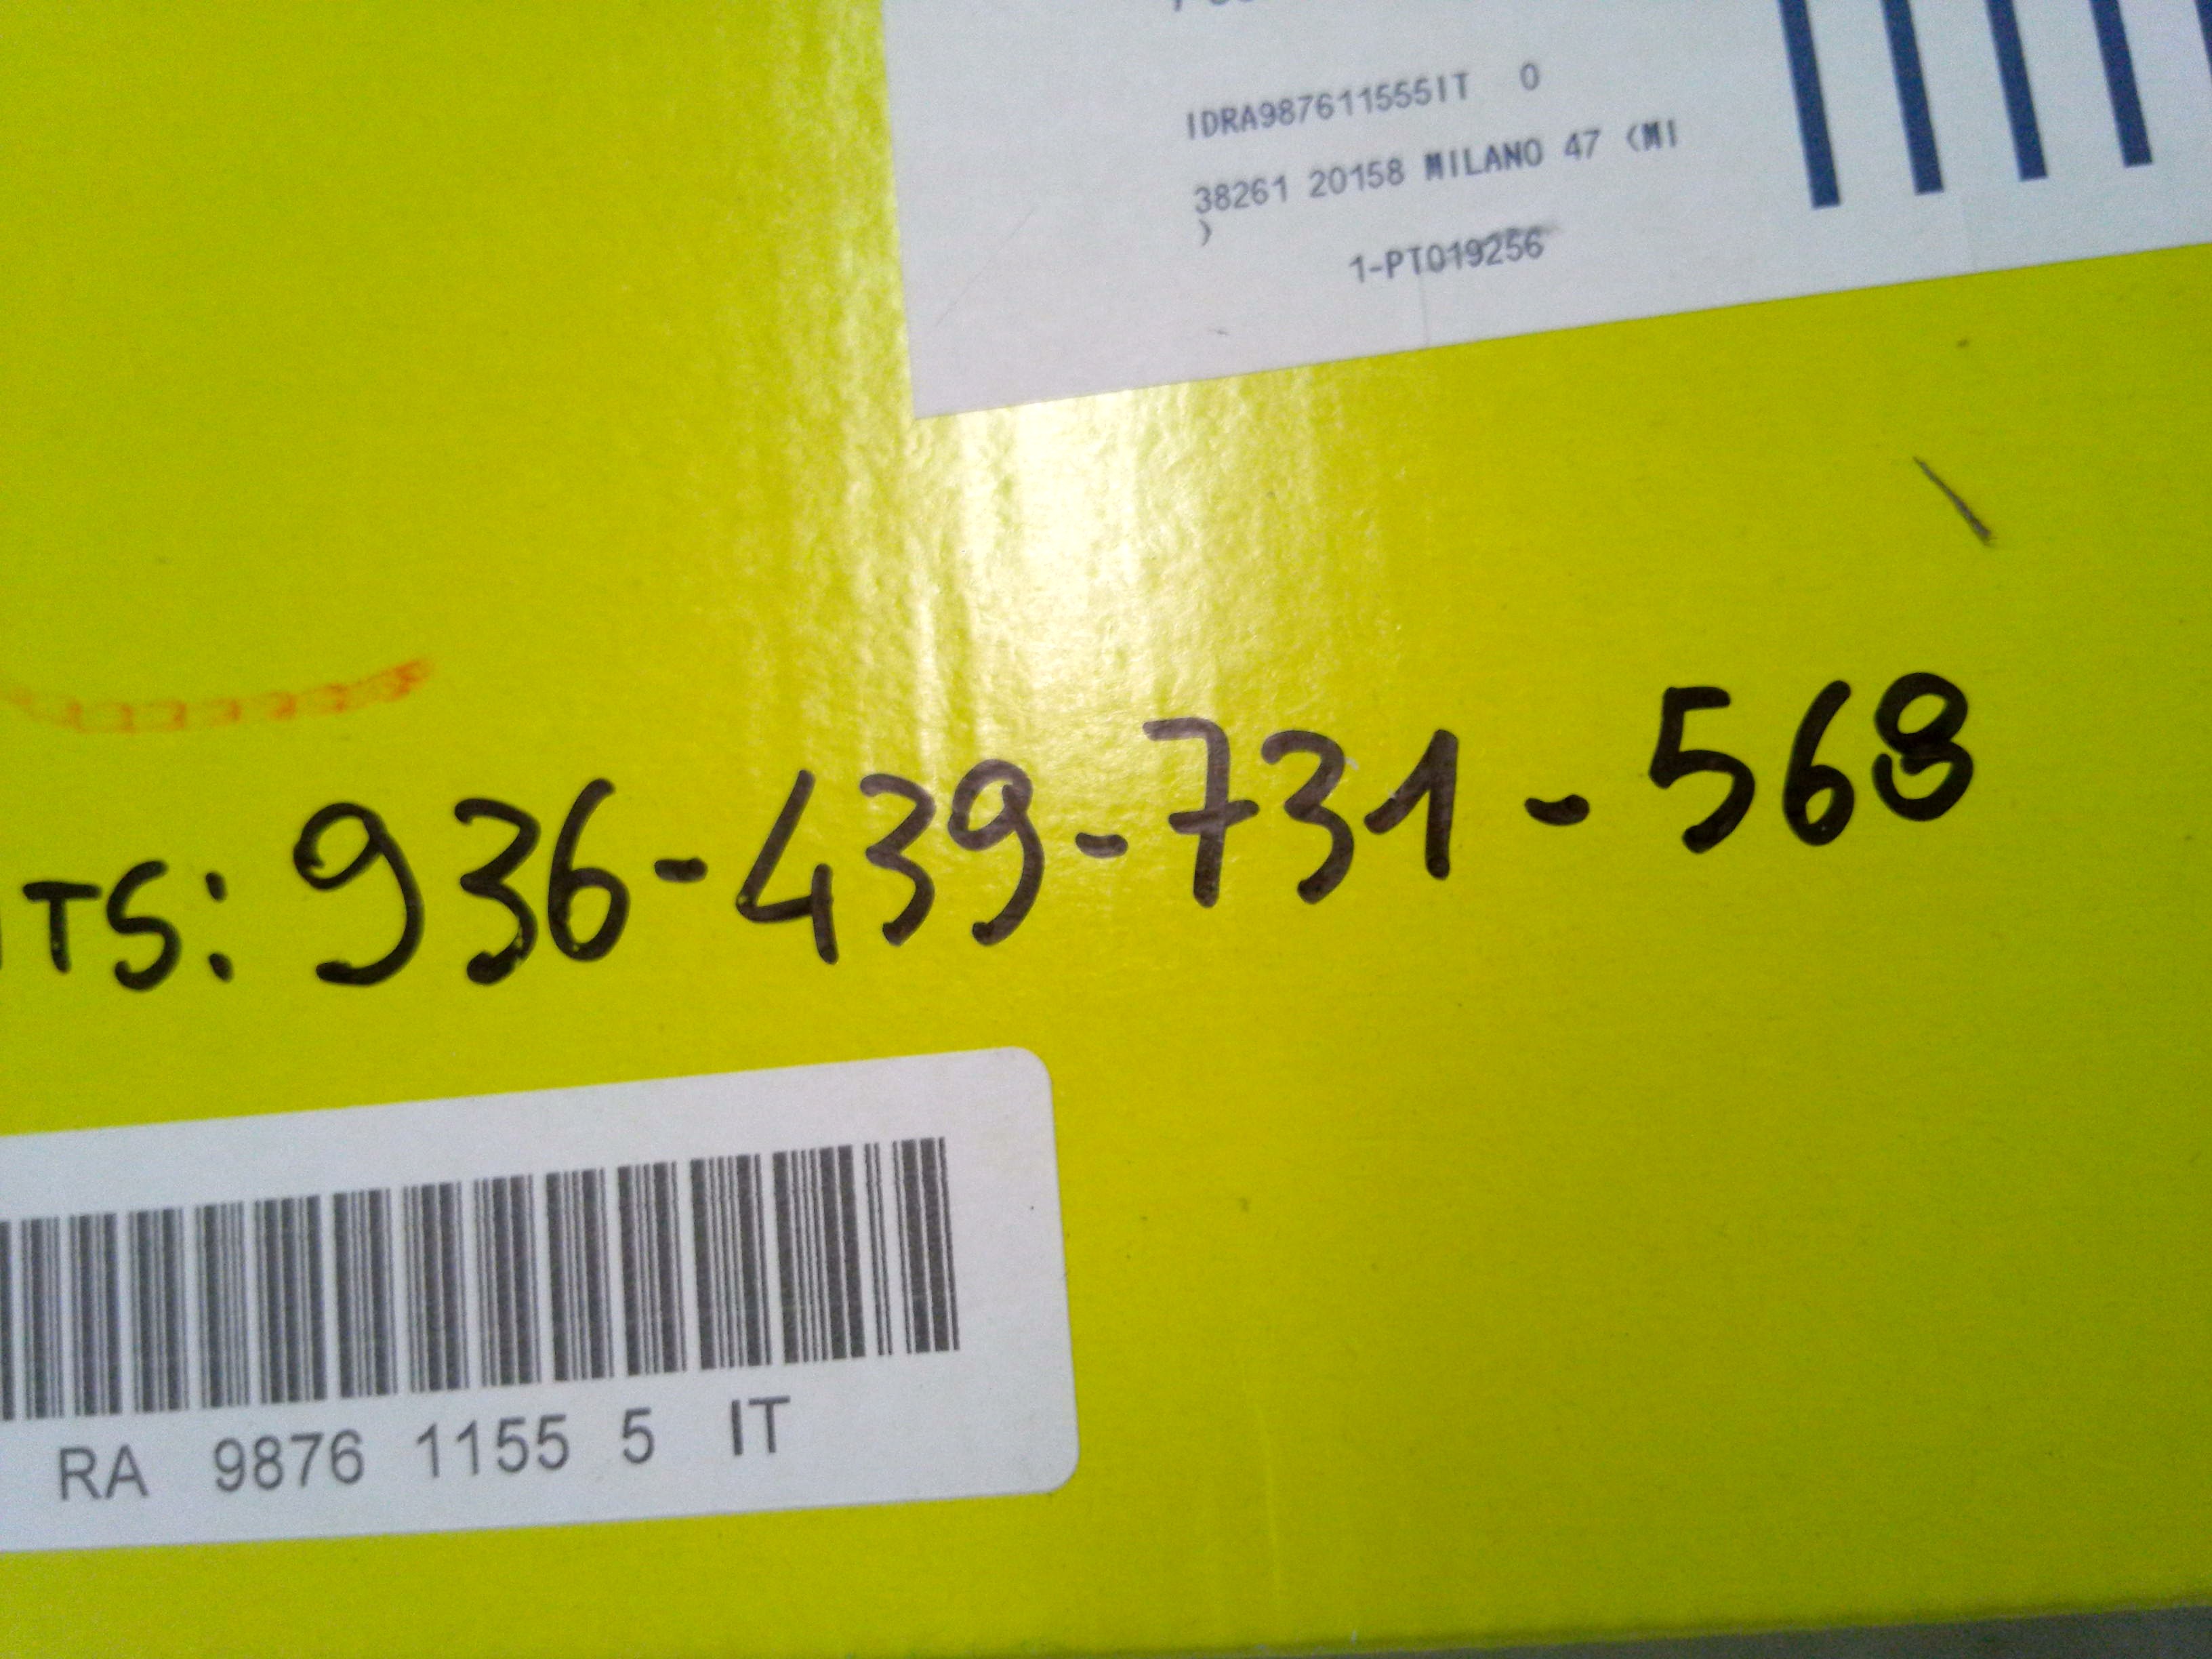 IDRA987611555IT 0
38261 20158 MILANO 47 (MI
)
1-PT019256
TS: 936-439-731-568
RA 9876 1155 5 IT